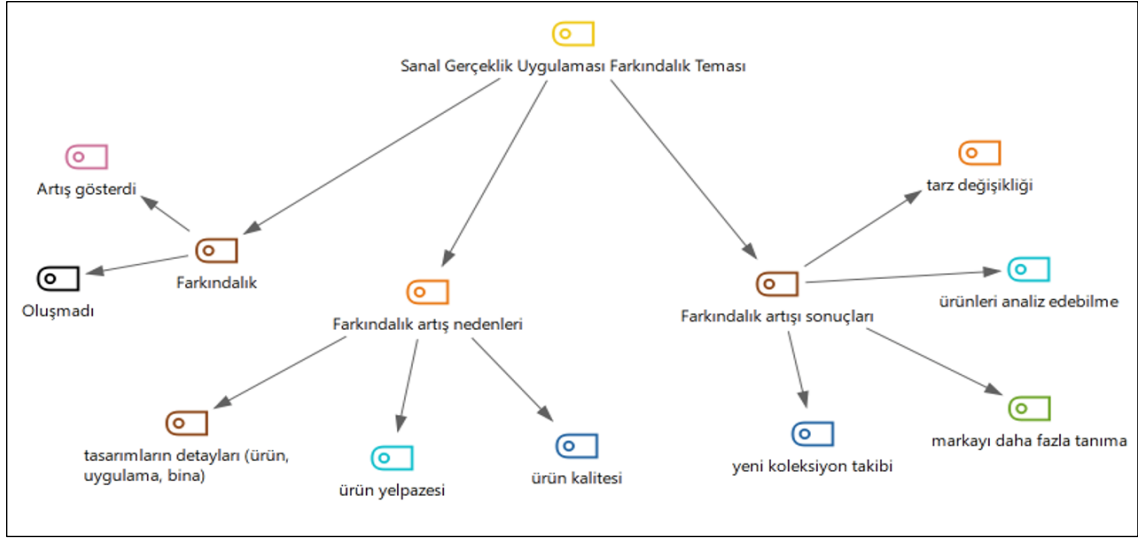 Sanal Gerçeklik Uygulaması Farkındalık Teması
Artış gösterdi
tarz değişikliği
Farkındalık
Oluşmadı
ürünleri analiz edebilme
Farkındalık artış nedenleri
Farkındalık artışı sonuçları
tasarımların detayları (ürün,
uygulama, bina)
ürün yelpazesi
ürün kalitesi
yeni koleksiyon takibi
markayı daha fazla tanıma